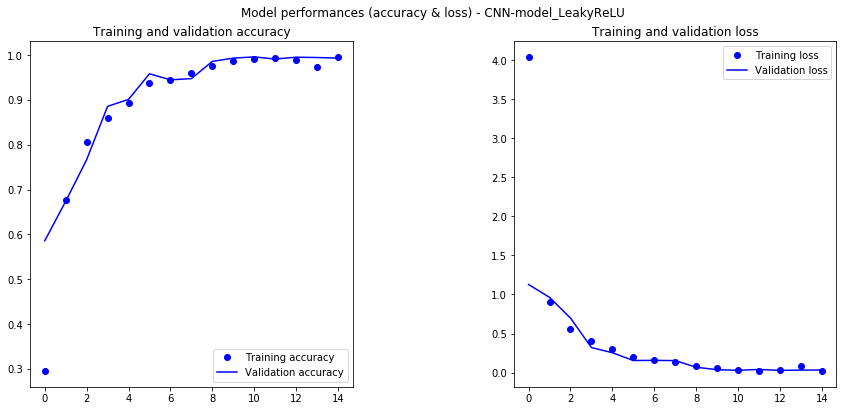 Model performances (accuracy & loss) - CNN-model_LeakyReLU
Training and validation accuracy
1.0
0.9
0.8
0.7
0.6
0.5
0.4
0.3
0 2 4 6 8 10 12 14
Training accuracy
Validation accuracy
Training and validation loss
4.0
3.5
3.0
2.5
2.0
1.5
1.0
0.5
0.0
0 2 4 6 8 10 12 14
Training loss
Validation loss